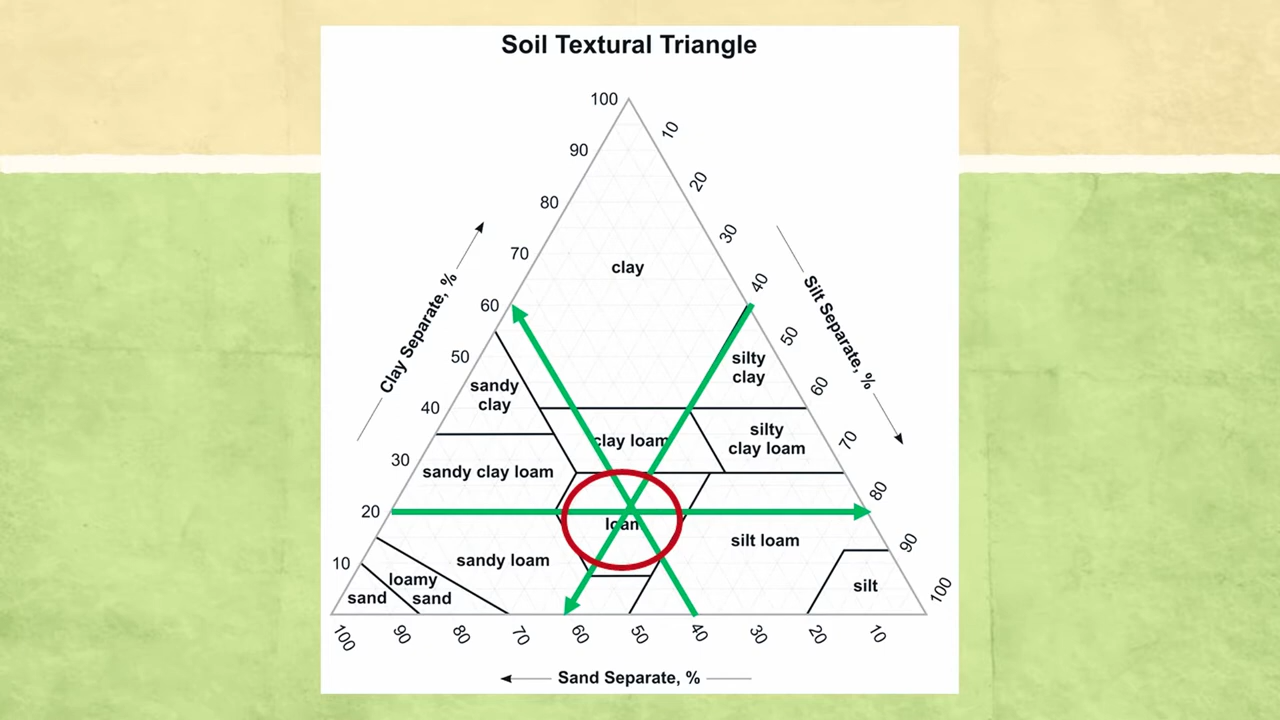 Soil Textural Triangle
100
90
80
70
60
50
40
30
20
10
10
20
30
40
50
60
70
80
90
100
Clay Separate, %
Silt Separate, %
clay
silty
clay
sandy
clay
clay loam
silty
clay loam
sandy clay loam
loam
silt loam
sandy loam
silt
loamy
sand
sand
100
90
80
70
60
50
40
30
20
10
Sand Separate, %